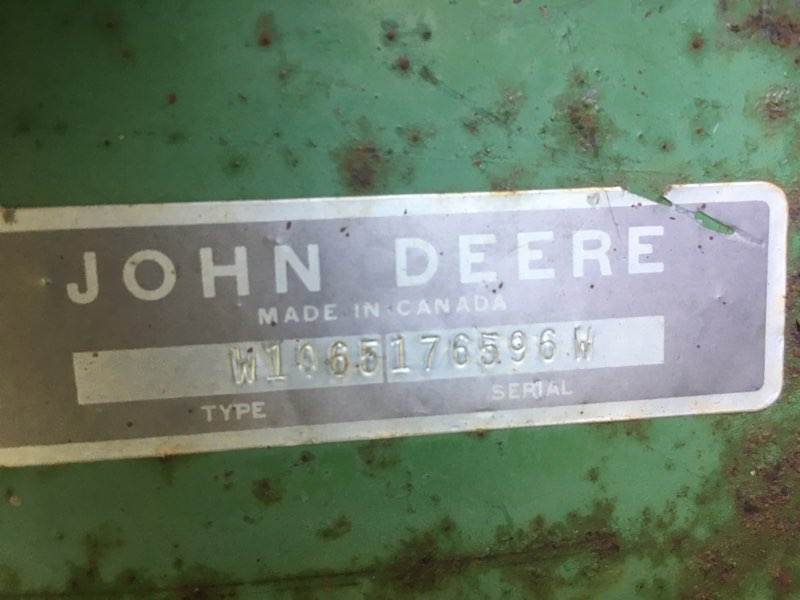 JOHN DEERE
MADE IN CANADA
W1065176596W
TYPE SERIAL